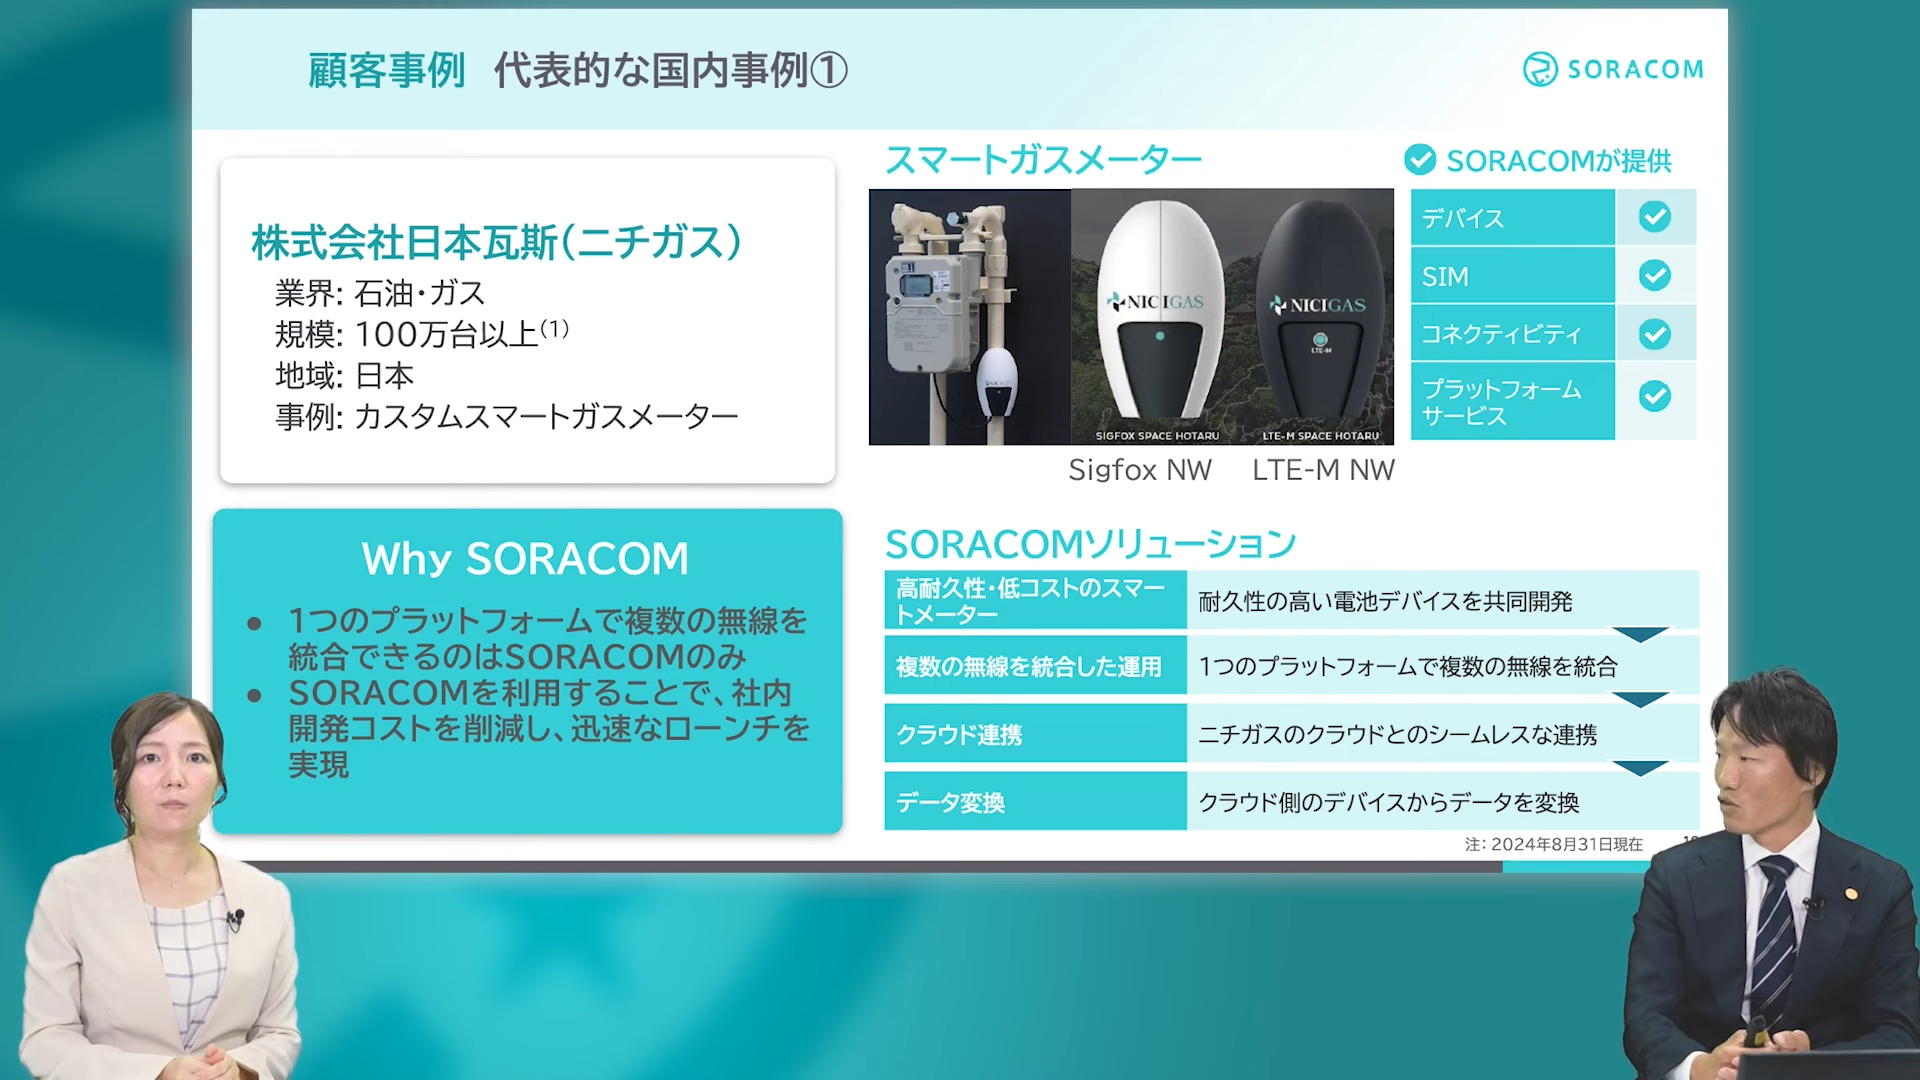 顧客事例 代表的な国内事例①
SORACOM
株式会社日本瓦斯(ニチガス)
業界: 石油・ガス
規模: 100万台以上(1)
地域: 日本
事例: カスタムスマートガスメーター
スマートガスメーター
NICIGAS
NICIGAS
LTE-M
SIGFOX SPACE HOTARU
LTE-M SPACE HOTARU
Sigfox NW
LTE-M NW
SORACOMが提供
デバイス
SIM
コネクティビティ
プラットフォーム
サービス
Why SORACOM
● 1つのプラットフォームで複数の無線を
統合できるのはSORACOMのみ
● SORACOMを利用することで、社内
開発コストを削減し、迅速なローンチを
実現
SORACOMソリューション
高耐久性・低コストのスマー
トメーター
耐久性の高い電池デバイスを共同開発
複数の無線を統合した運用
1つのプラットフォームで複数の無線を統合
クラウド連携
ニチガスのクラウドとのシームレスな連携
データ変換
クラウド側のデバイスからデータを変換
注: 2024年8月31日現在